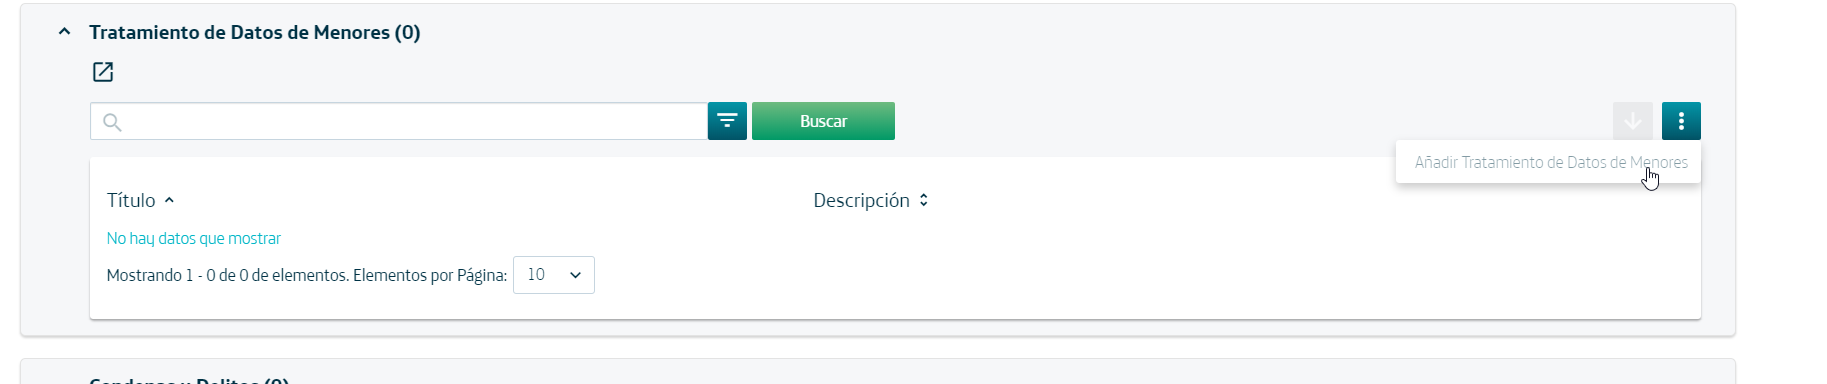 Tratamiento de Datos de Menores (0)
Buscar
Añadir Tratamiento de Datos de Menores
Título
Descripción
No hay datos que mostrar
Mostrando 1 - 0 de 0 de elementos. Elementos por Página: 10